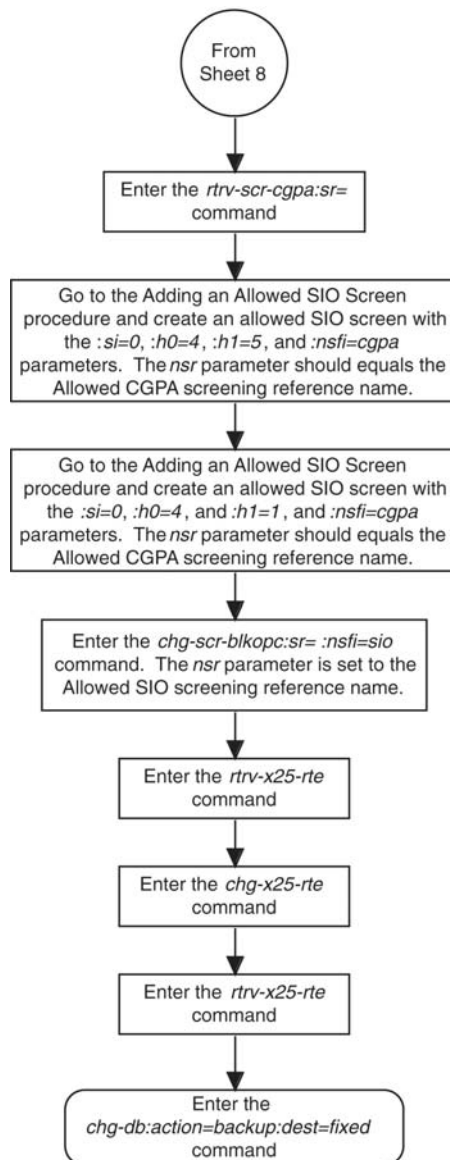 From
Sheet 8
Enter the rtrv-scr-cgpa:sr=
command
Go to the Adding an Allowed SIO Screen
procedure and create an allowed SIO screen with
the :si=0, :h0=4, :h1=5, and :nsfi=cgpa
parameters. The nsr parameter should equals the
Allowed CGPA screening reference name.
Go to the Adding an Allowed SIO Screen
procedure and create an allowed SIO screen with
the :si=0, :h0=4, and :h1=1, and :nsfi=cgpa
parameters. The nsr parameter should equals the
Allowed CGPA screening reference name.
Enter the chg-scr-blkopc:sr= :nsfi=sio
command. The nsr parameter is set to the
Allowed SIO screening reference name.
Enter the rtrv-x25-rte
command
Enter the chg-x25-rte
command
Enter the rtrv-x25-rte
command
Enter the
chg-db:action=backup:dest=fixed
command